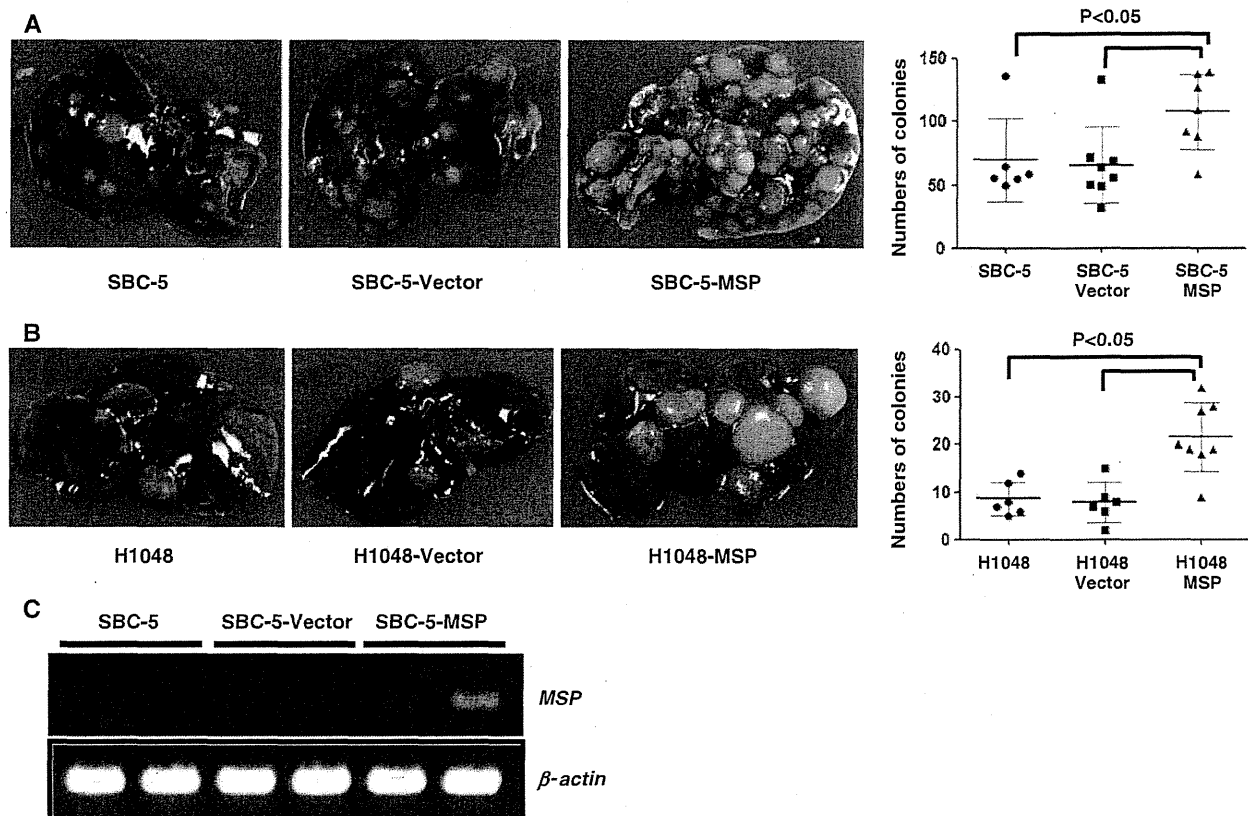 A
SBC-5
SBC-5-Vector
SBC-5-MSP
P<0.05
Numbers of colonies
150
100
50
0
SBC-5
SBC-5
Vector
SBC-5
MSP
B
H1048
H1048-Vector
H1048-MSP
P<0.05
Numbers of colonies
40
30
20
10
0
H1048
H1048
Vector
H1048
MSP
C
SBC-5
SBC-5-Vector
SBC-5-MSP
MSP
β-actin